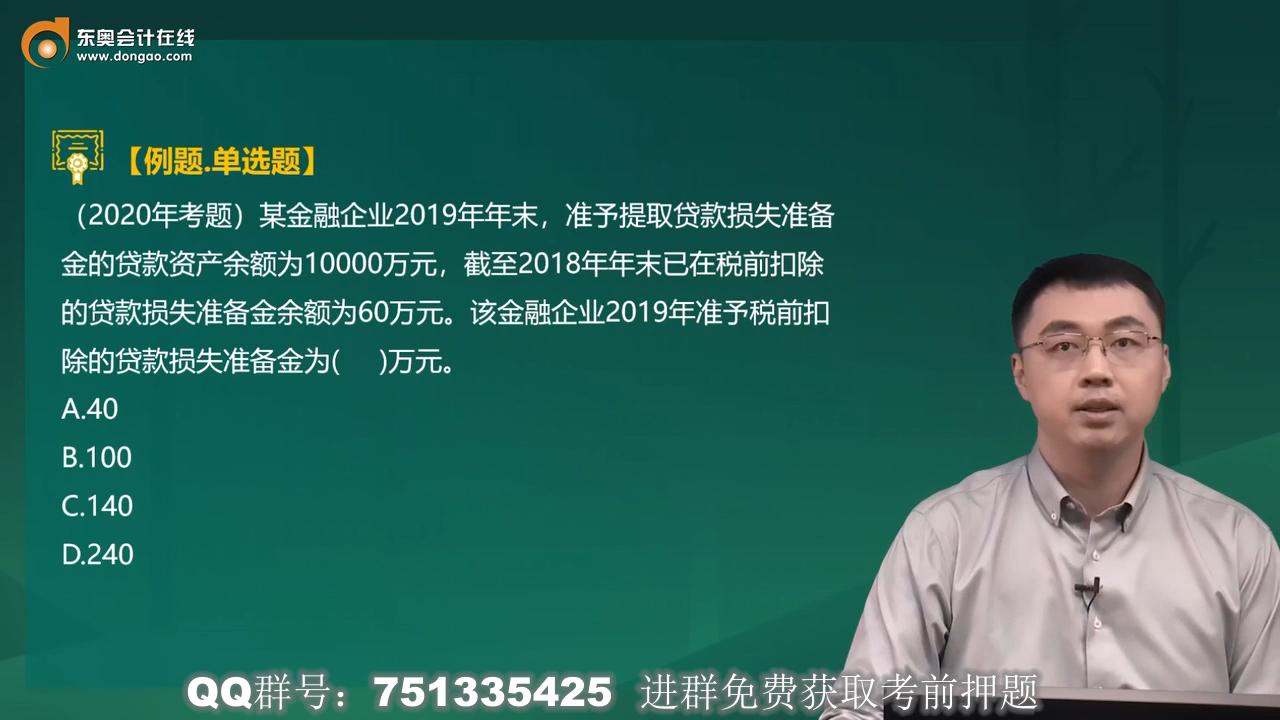 东奥会计在线
www.dongao.com
【例题.单选题】
（2020年考题）某金融企业2019年年末，准予提取贷款损失准备
金的贷款资产余额为10000万元，截至2018年年末已在税前扣除
的贷款损失准备金余额为60万元。该金融企业2019年准予税前扣
除的贷款损失准备金为( )万元。
A.40
B.100
C.140
D.240
QQ群号：751335425 进群免费获取考前押题